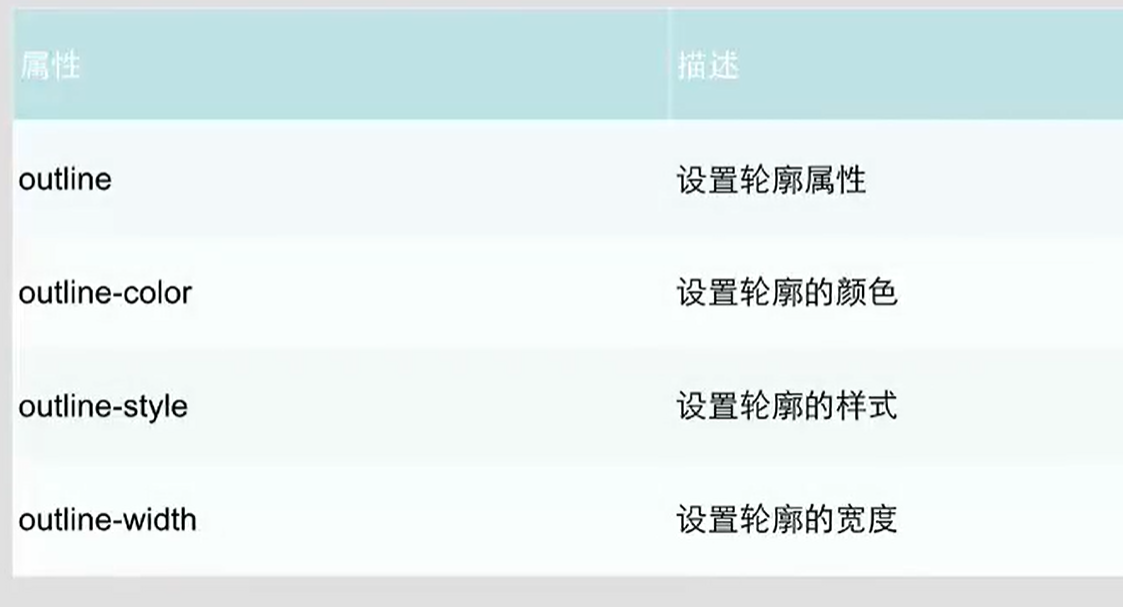 属性 描述
outline 设置轮廓属性
outline-color 设置轮廓的颜色
outline-style 设置轮廓的样式
outline-width 设置轮廓的宽度